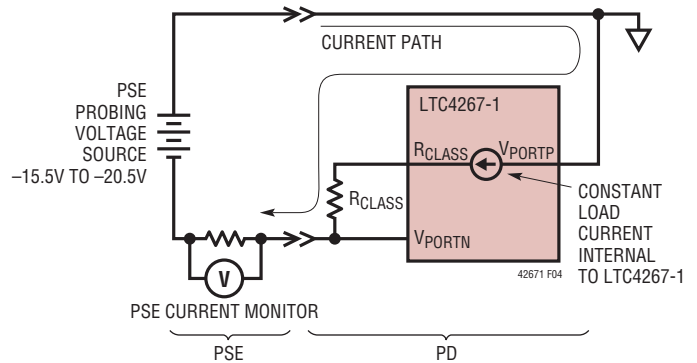 CURRENT PATH
PSE
PROBING
VOLTAGE
SOURCE
–15.5V TO –20.5V
LTC4267-1
RCLASS
VPORTP
RCLASS
CONSTANT
LOAD
CURRENT
INTERNAL
TO LTC4267-1
VPORTN
V
42671 F04
PSE CURRENT MONITOR
PSE
PD